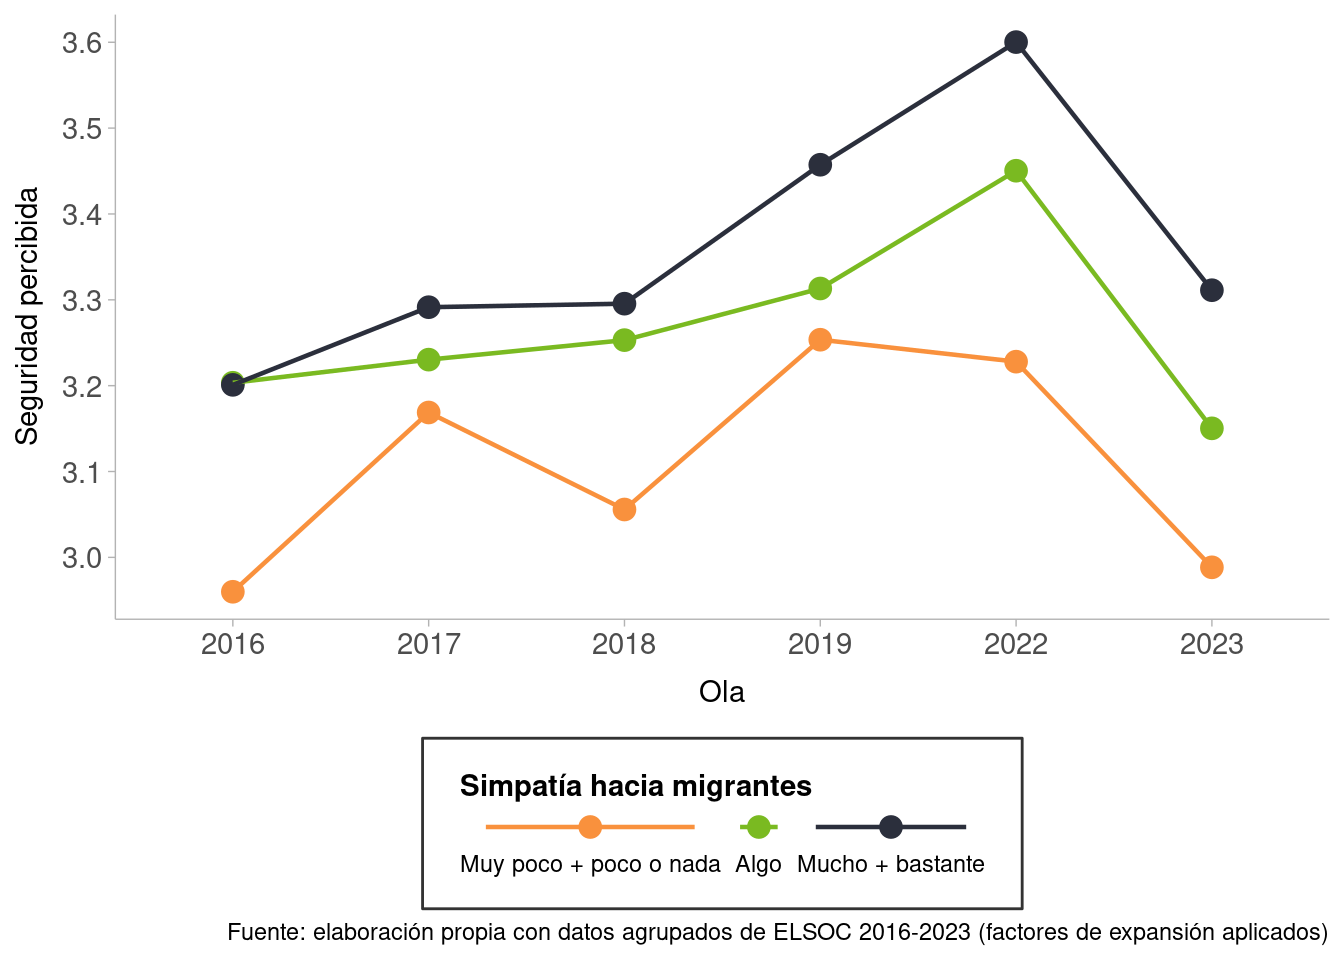 3.6
3.5
3.4
3.3
3.2
3.1
3.0
Seguridad percibida
2016 2017 2018 2019 2022 2023
Ola
Simpatía hacia migrantes
Muy poco + poco o nada Algo Mucho + bastante
Fuente: elaboración propia con datos agrupados de ELSOC 2016-2023 (factores de expansión aplicados)